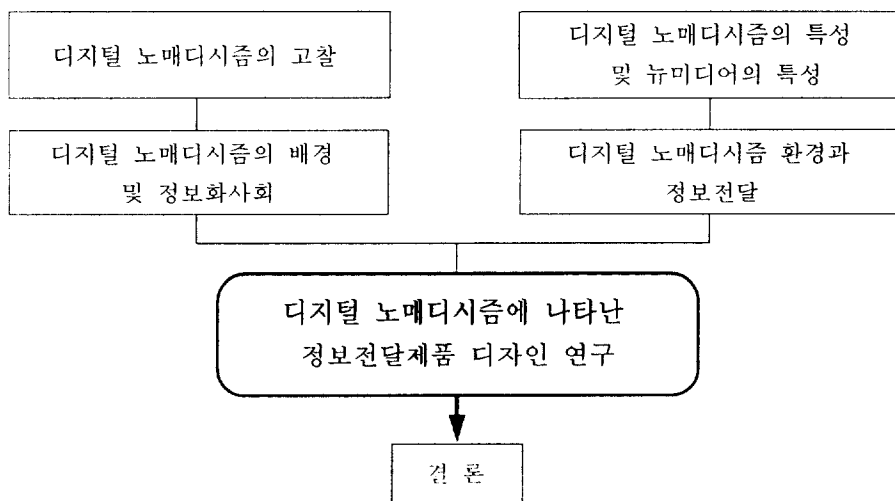 디지털 노매디시즘의 고찰
디지털 노매디시즘의 배경
및 정보화사회
디지털 노매디시즘의 특성
및 뉴미디어의 특성
디지털 노매디시즘 환경과
정보전달
디지털 노메디시즘에 나타난
정보전달제품 디자인 연구
결 론